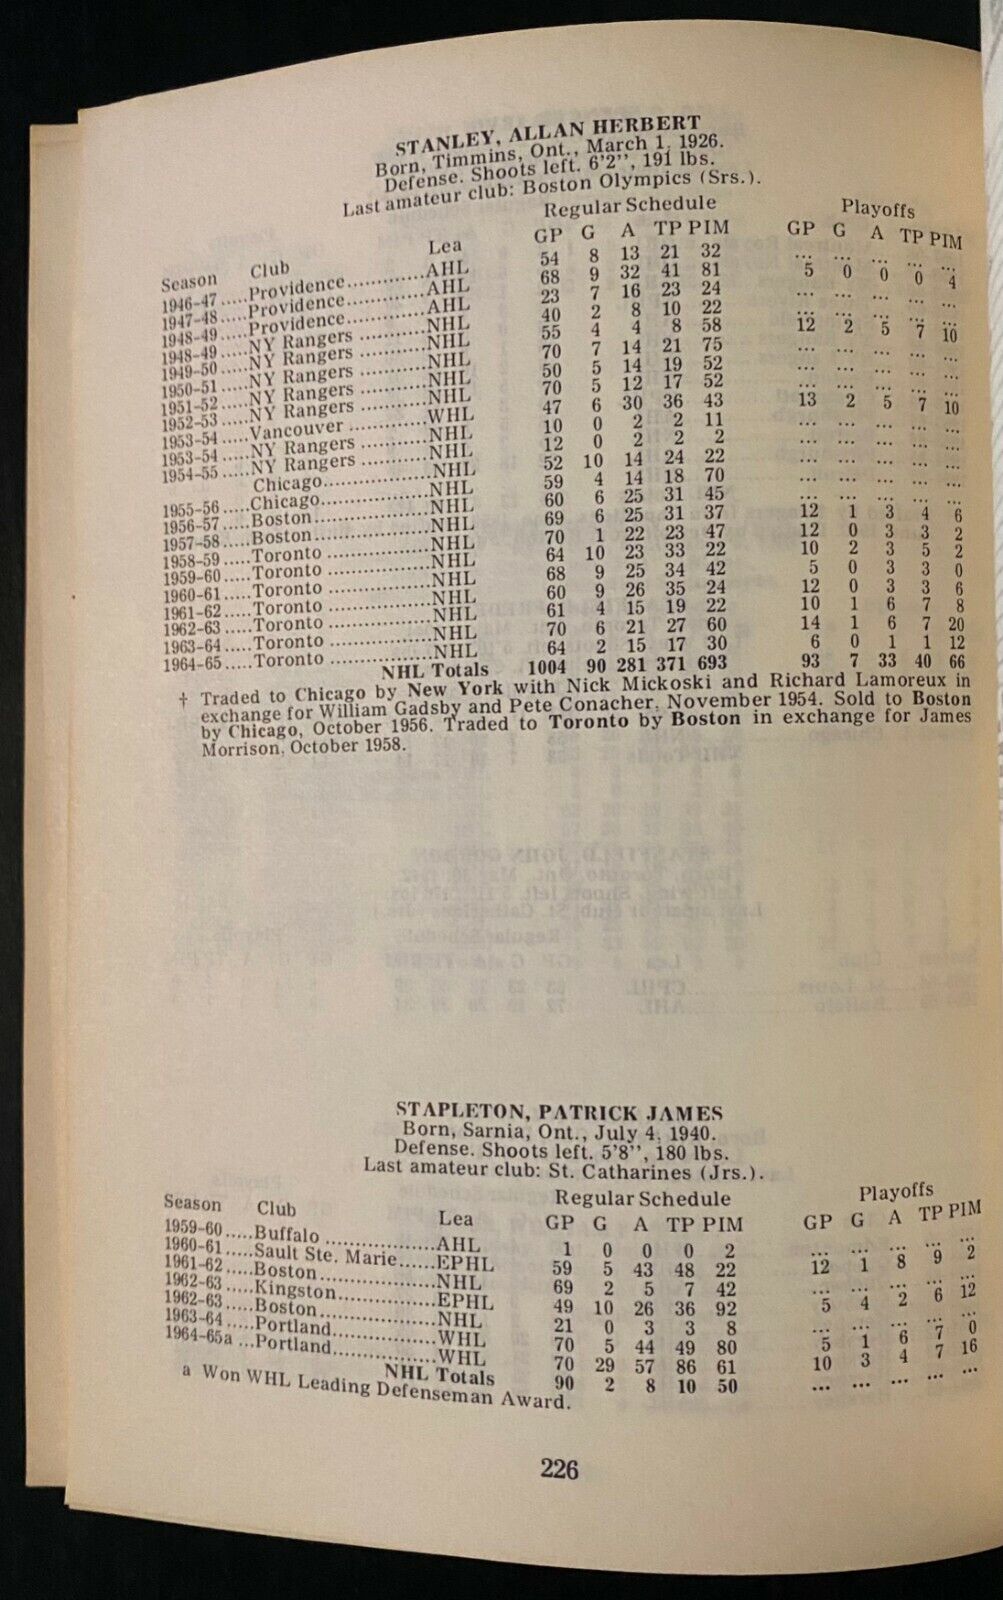 STANLEY, ALLAN HERBERT
Born, Timmins, Ont., March 1, 1926.
Defense. Shoots left. 6'2'', 191 lbs.
Last amateur club: Boston Olympics (Srs.).
Regular Schedule Playoffs
Season Club Lea GP G A TP PIM GP G A TP PIM
1946-47 .....Providence............AHL 54 8 13 21 32 ... ... ... ... ...
1947-48 .....Providence............AHL 68 9 32 41 81 5 0 0 0 4
1948-49 .....Providence............AHL 23 7 16 23 24 ... ... ... ... ...
1948-49 .....NY Rangers ..........NHL 40 2 8 10 22 ... ... ... ... ...
1949-50 .....NY Rangers ..........NHL 55 4 4 8 58 12 2 5 7 10
1950-51 .....NY Rangers ..........NHL 70 7 14 21 75 ... ... ... ... ...
1951-52 .....NY Rangers ..........NHL 50 5 14 19 52 ... ... ... ... ...
1952-53 .....NY Rangers ..........NHL 70 5 12 17 52 ... ... ... ... ...
1953-54 .....Vancouver ............WHL 47 6 30 36 43 13 2 5 7 10
1953-54 .....NY Rangers ..........NHL 10 0 2 2 11 ... ... ... ... ...
1954-55 .....NY Rangers ..........NHL 12 0 2 2 2 ... ... ... ... ...
Chicago.................NHL 52 10 14 24 22 ... ... ... ... ...
1955-56 .....Chicago.................NHL 59 4 14 18 70 ... ... ... ... ...
1956-57 .....Boston..................NHL 60 6 25 31 45 ... ... ... ... ...
1957-58 .....Boston..................NHL 69 6 25 31 37 12 1 3 4 6
1958-59 .....Toronto ................NHL 70 1 22 23 47 12 0 3 3 2
1959-60 .....Toronto ................NHL 64 10 23 33 22 10 2 3 5 2
1960-61 .....Toronto ................NHL 68 9 25 34 42 5 0 3 3 0
1961-62 .....Toronto ................NHL 60 9 26 35 24 12 0 3 3 6
1962-63 .....Toronto ................NHL 61 4 15 19 22 10 1 6 7 8
1963-64 .....Toronto ................NHL 70 6 21 27 60 14 1 6 7 20
1964-65 .....Toronto ................NHL 64 2 15 17 30 6 0 1 1 12
NHL Totals 1004 90 281 371 693 93 7 33 40 66
† Traded to Chicago by New York with Nick Mickoski and Richard Lamoreux in
exchange for William Gadsby and Pete Conacher, November 1954. Sold to Boston
by Chicago, October 1956. Traded to Toronto by Boston in exchange for James
Morrison, October 1958.
STAPLETON, PATRICK JAMES
Born, Sarnia, Ont., July 4, 1940.
Defense. Shoots left. 5'8'', 180 lbs.
Last amateur club: St. Catharines (Jrs.).
Regular Schedule Playoffs
Season Club Lea GP G A TP PIM GP G A TP PIM
1959-60 .....Buffalo .................AHL 1 0 0 0 2 ... ... ... ... ...
1960-61 .....Sault Ste. Marie......EPHL 59 5 43 48 22 12 1 8 9 2
1961-62 .....Boston..................NHL 69 2 5 7 42 ... ... ... ... ...
1962-63 .....Kingston...............EPHL 49 10 26 36 92 5 4 2 6 12
1962-63 .....Boston..................NHL 21 0 3 3 8 ... ... ... ... ...
1963-64 .....Portland................WHL 70 5 44 49 80 5 1 6 7 0
1964-65a ...Portland................WHL 70 29 57 86 61 10 3 4 7 16
NHL Totals 90 2 8 10 50 ... ... ... ... ...
a Won WHL Leading Defenseman Award.
226